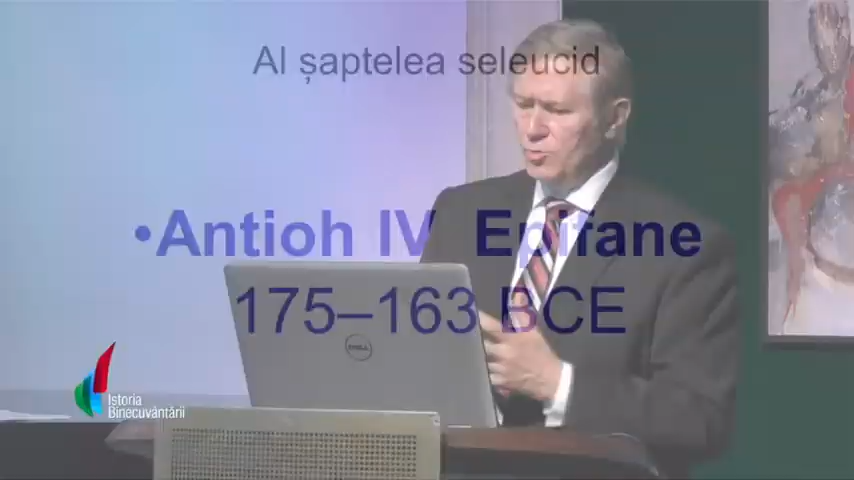 Al șaptelea seleucid
•Antioh IV Epifane
175–163 BCE
DELL
Istoria
Binecuvântării